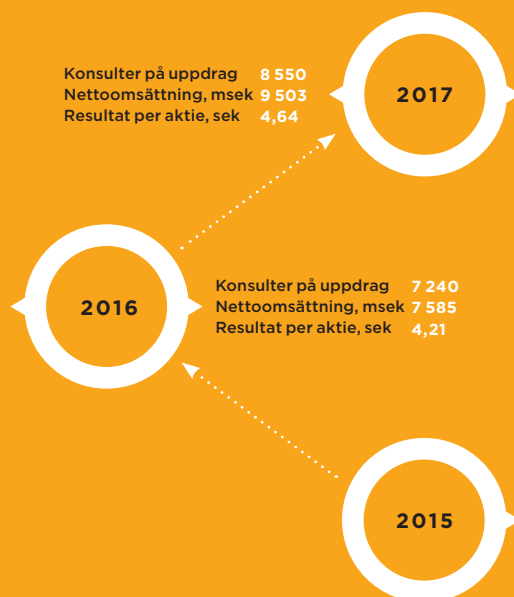 Konsulter på uppdrag 8 550
Nettoomsättning, msek 9 503
Resultat per aktie, sek 4,64
2017
2016
Konsulter på uppdrag 7 240
Nettoomsättning, msek 7 585
Resultat per aktie, sek 4,21
2015